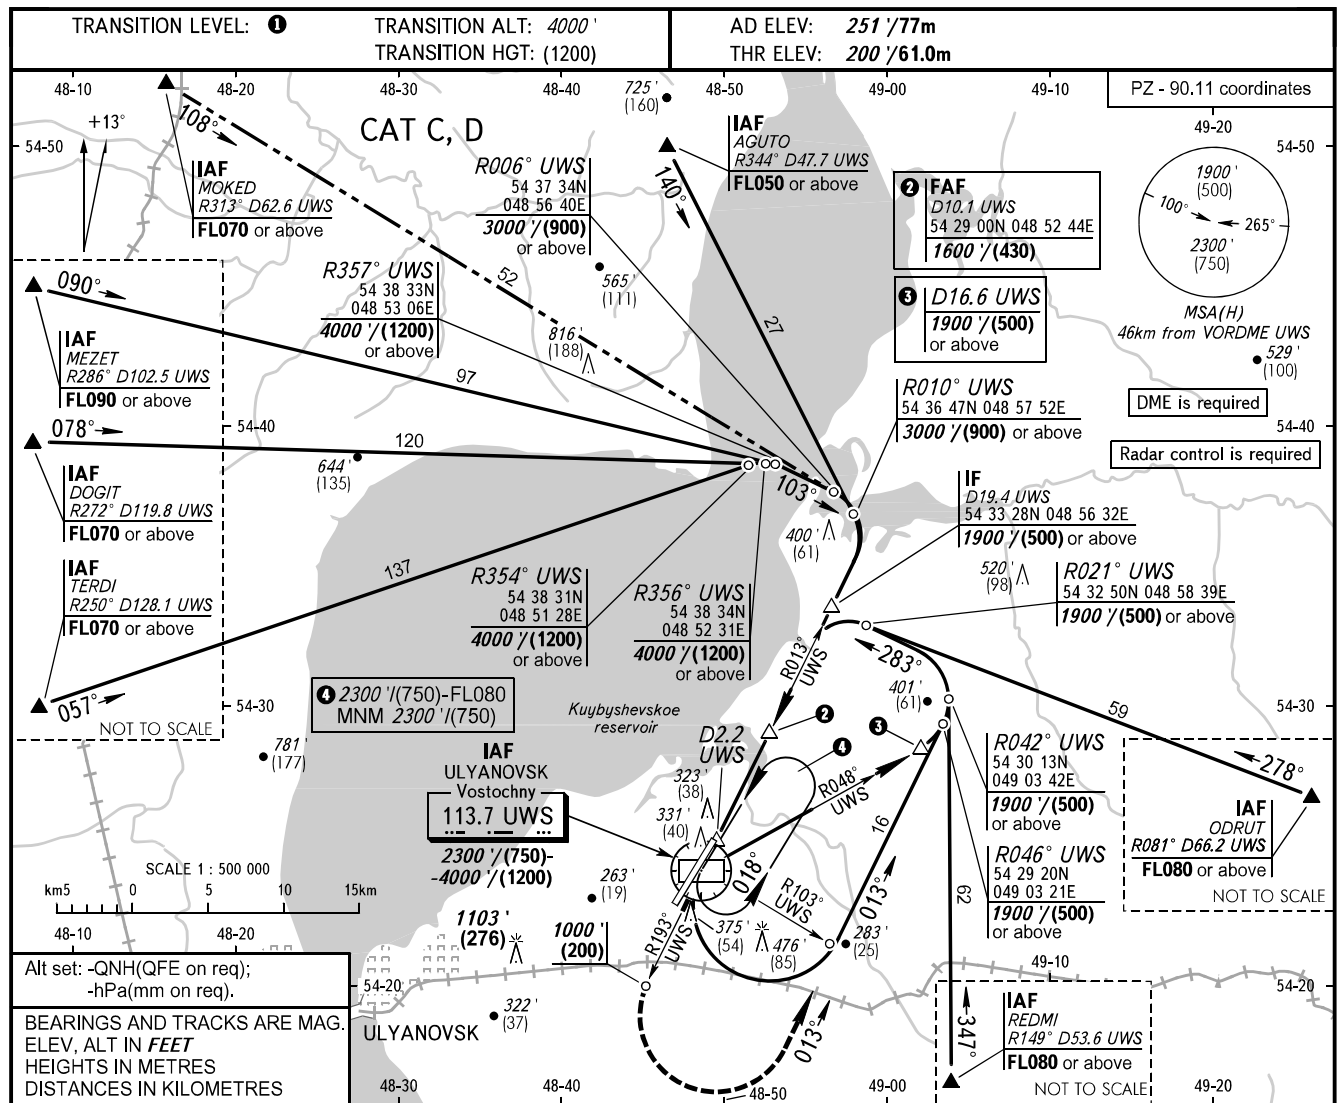 TRANSITION LEVEL: ❶
TRANSITION ALT: 4000 '
TRANSITION HGT: (1200)
AD ELEV: 251 '/77m
THR ELEV: 200 '/61.0m
48-10
48-20
48-30
48-40
48-50
49-00
49-10
PZ - 90.11 coordinates
49-20
54-50
+13°
108°
CAT C, D
725 '
(160)
IAF
AGUTO
R344° D47.7 UWS
FL050 or above
54-50
IAF
MOKED
R313° D62.6 UWS
FL070 or above
R006° UWS
54 37 34N
048 56 40E
3000 '/(900)
or above
140°
❷ FAF
D10.1 UWS
54 29 00N 048 52 44E
1600 '/(430)
1900 '
(500)
100°
265°
2300 '
(750)
MSA(H)
46km from VORDME UWS
090°
R357° UWS
54 38 33N
048 53 06E
4000 '/(1200)
or above
52
565 '
(111)
27
❸ D16.6 UWS
1900 '/(500)
or above
IAF
MEZET
R286° D102.5 UWS
FL090 or above
816 '
(188)
97
529 '
(100)
R010° UWS
54 36 47N 048 57 52E
3000 '/(900) or above
DME is required
078°
54-40
120
54-40
Radar control is required
644 '
(135)
IAF
DOGIT
R272° D119.8 UWS
FL070 or above
103°
400 '
(61)
IF
D19.4 UWS
54 33 28N 048 56 32E
1900 '/(500) or above
IAF
TERDI
R250° D128.1 UWS
FL070 or above
137
R354° UWS
54 38 31N
048 51 28E
4000 '/(1200)
or above
R356° UWS
54 38 34N
048 52 31E
4000 '/(1200)
or above
520 '
(98)
R021° UWS
54 32 50N 048 58 39E
1900 '/(500) or above
R013°
UWS
283°
057°
54-30
NOT TO SCALE
❹ 2300 '/(750)-FL080
MNM 2300 '/(750)
Kuybyshevskoe
reservoir
401 '
(61)
54-30
59
781 '
(177)
D2.2
UWS
❷
❹
❸
R042° UWS
54 30 13N
049 03 42E
1900 '/(500)
or above
278°
IAF
ODRUT
R081° D66.2 UWS
FL080 or above
NOT TO SCALE
IAF
ULYANOVSK
Vostochny
113.7 UWS
2300 '/(750)-
-4000 '/(1200)
323 '
(38)
331 '
(40)
R048°
UWS
16
R046° UWS
54 29 20N
049 03 21E
1900 '/(500)
or above
SCALE 1 : 500 000
km5 0 5 10 15km
263 '
(19)
018°
R103°
UWS
013°
62
48-10
48-20
1103 '
(276)
1000 '
(200)
R193°
UWS
375 '
(54)
476 '
(85)
283 '
(25)
49-10
54-20
54-20
Alt set: -QNH(QFE on req);
-hPa(mm on req).
322 '
(37)
ULYANOVSK
013°
347°
IAF
REDMI
R149° D53.6 UWS
FL080 or above
NOT TO SCALE
BEARINGS AND TRACKS ARE MAG.
ELEV, ALT IN FEET
HEIGHTS IN METRES
DISTANCES IN KILOMETRES
48-30
48-40
48-50
49-00
49-20